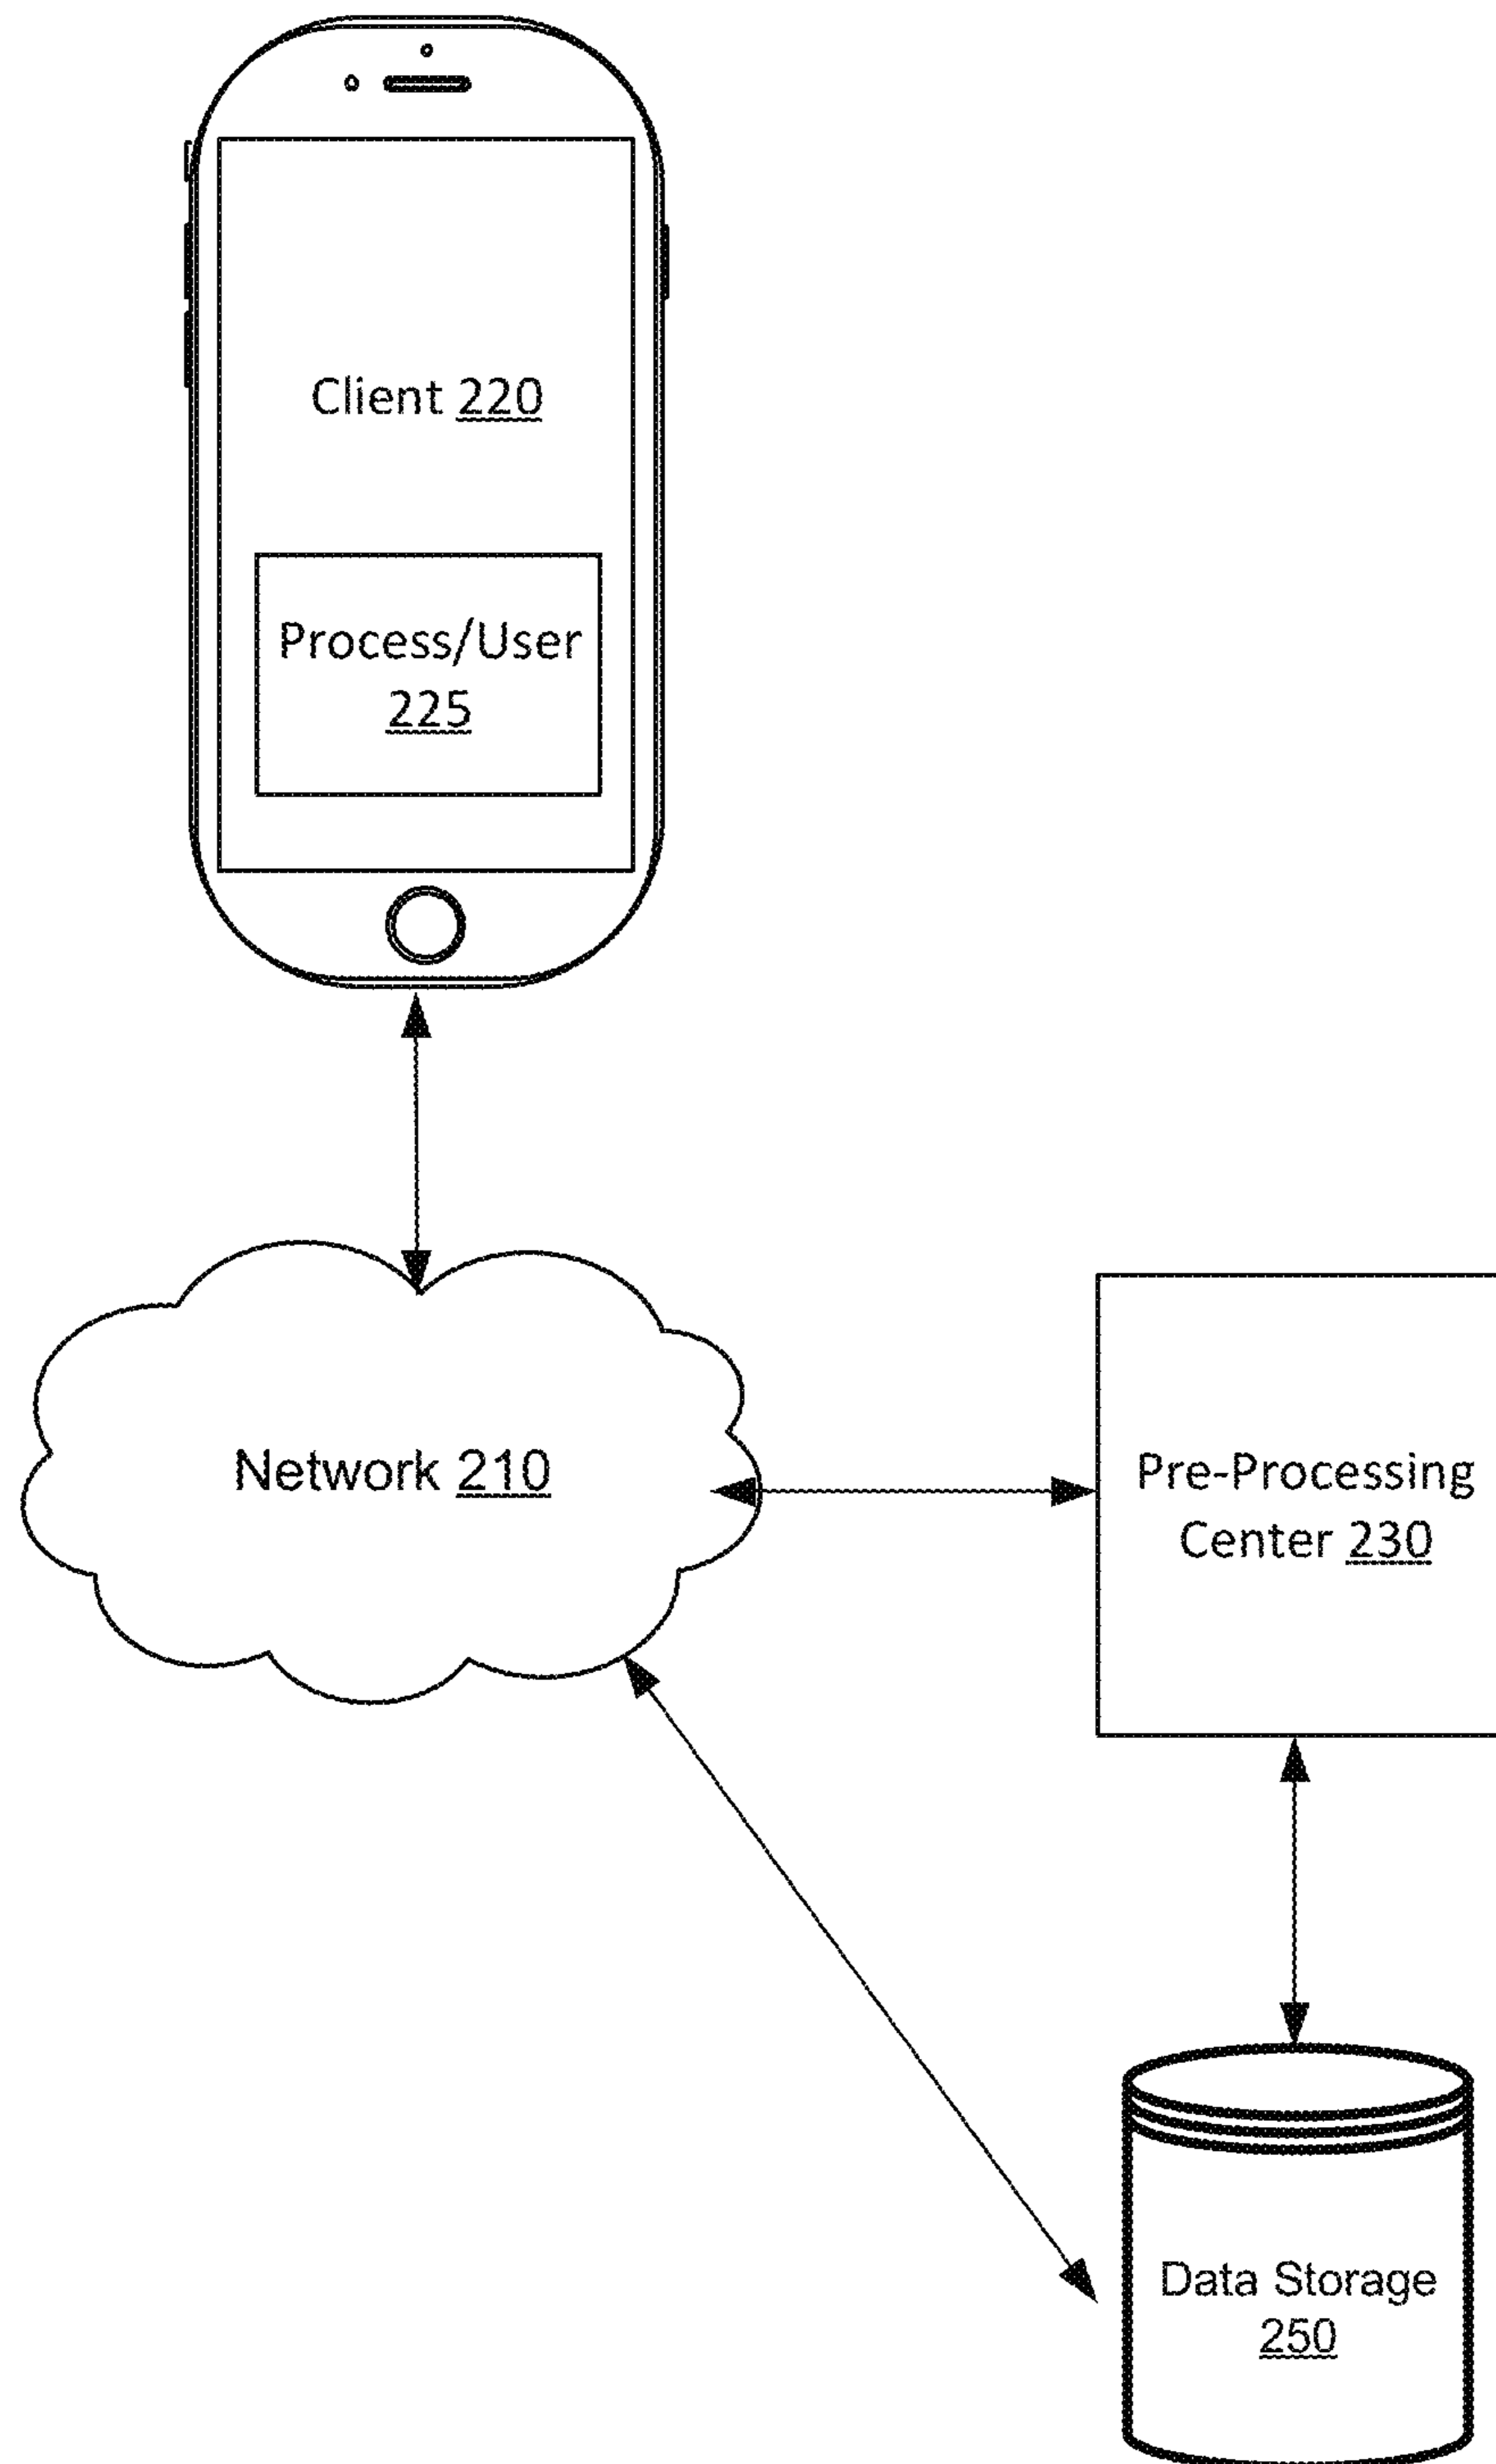 Client 220
Process/User
225
Network 210
Pre-Processing
Center 230
Data Storage
250